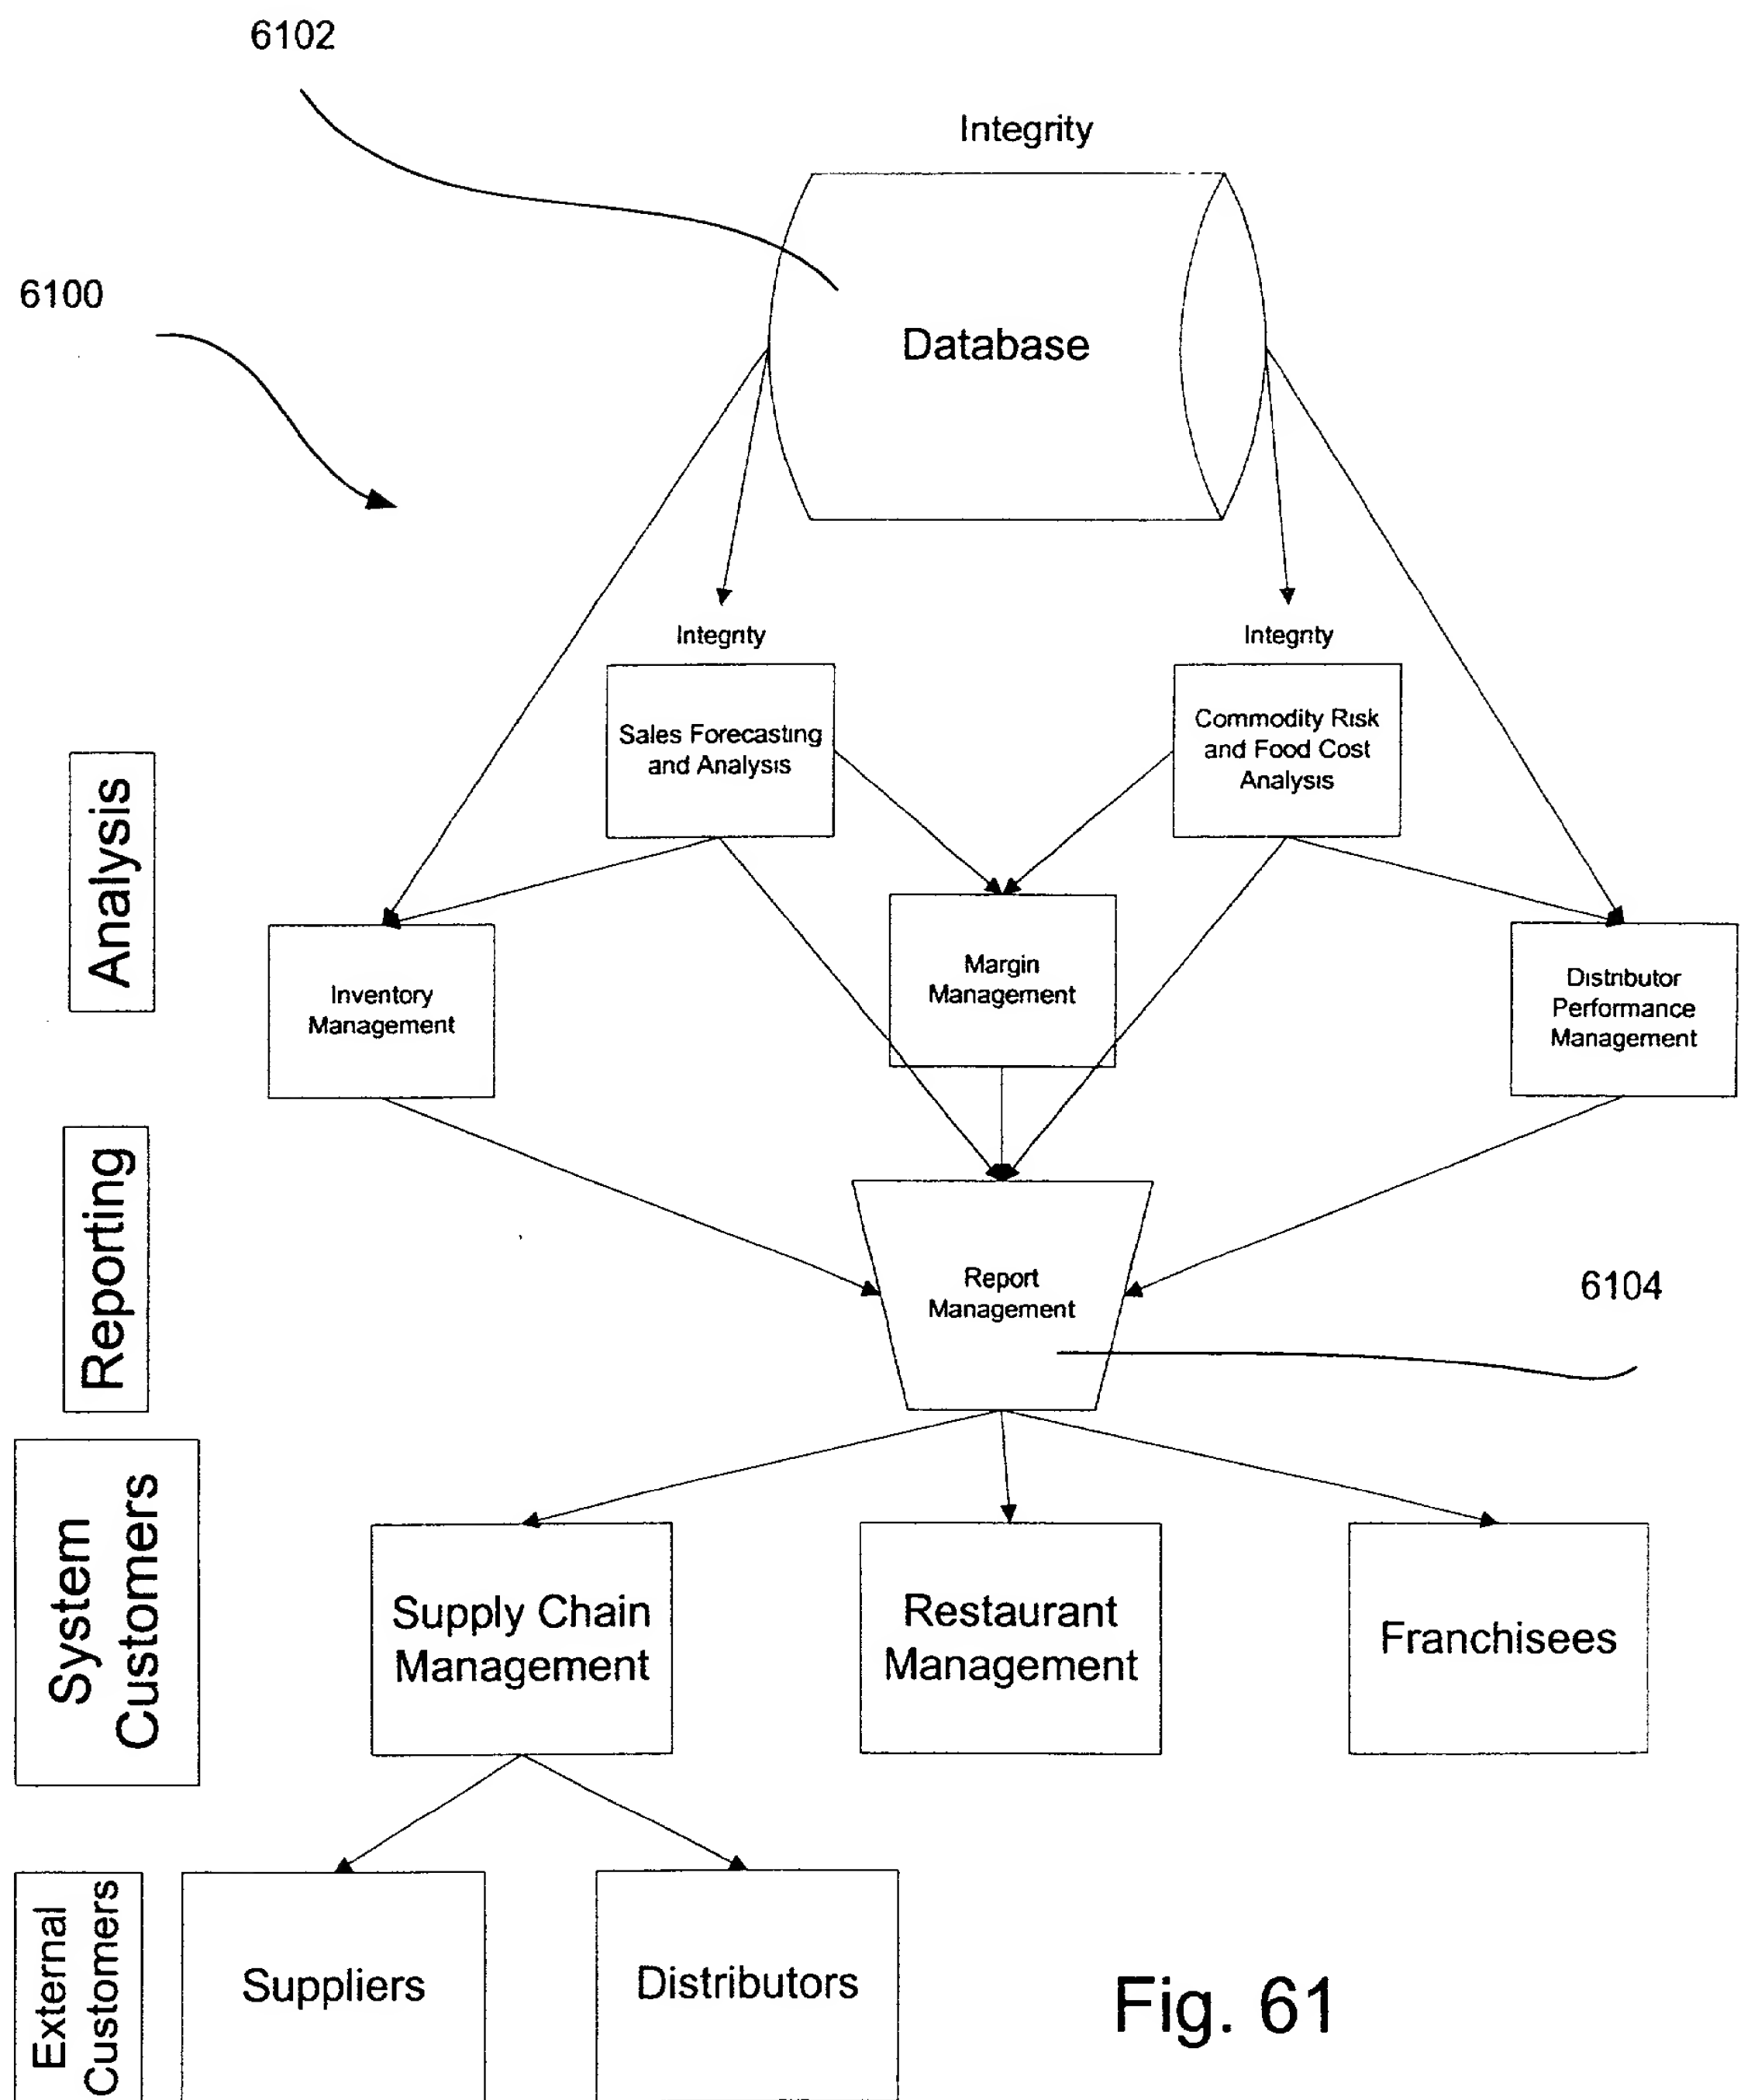 6102
Integrity
6100
Database
Integrity
Integrity
Sales Forecasting
and Analysis
Commodity Risk
and Food Cost
Analysis
Analysis
Inventory
Management
Margin
Management
Distributor
Performance
Management
Reporting
Report
Management
6104
System
Customers
Supply Chain
Management
Restaurant
Management
Franchisees
External
Customers
Suppliers
Distributors
Fig. 61